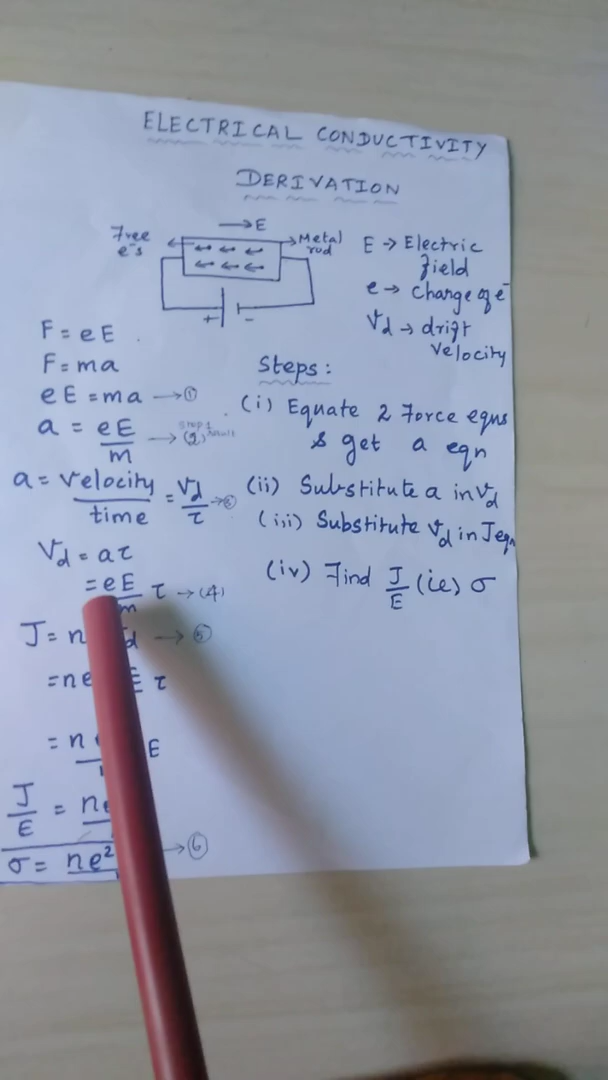 ELECTRICAL CONDUCTIVITY
DERIVATION
→ E
Free e⁻s
Metal rod
+ -
E → Electric field
e → Charge of e⁻
Vd → drift velocity
F = eE
F = ma
eE = ma → ①
a = eE/m → (2)
a = velocity/time = Vd/τ →
Vd = aτ
= eE/m τ → (4)
J = n d → ⑤
= ne E τ
= n E
J/E = n
σ = ne² → ⑥
Steps:
(i) Equate 2 Force eqns
& get a eqn
(ii) Substitute a in Vd
(iii) Substitute Vd in J eqn
(iv) Find J/E (ie) σ